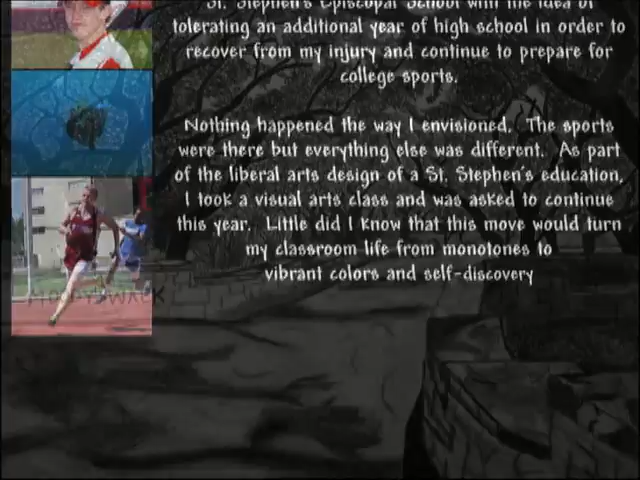 St. Stephen's Episcopal School with the idea of
tolerating an additional year of high school in order to
recover from my injury and continue to prepare for
college sports.
Nothing happened the way I envisioned. The sports
were there but everything else was different. As part
of the liberal arts design of a St. Stephen's education,
I took a visual arts class and was asked to continue
this year. Little did I know that this move would turn
my classroom life from monotones to
vibrant colors and self-discovery